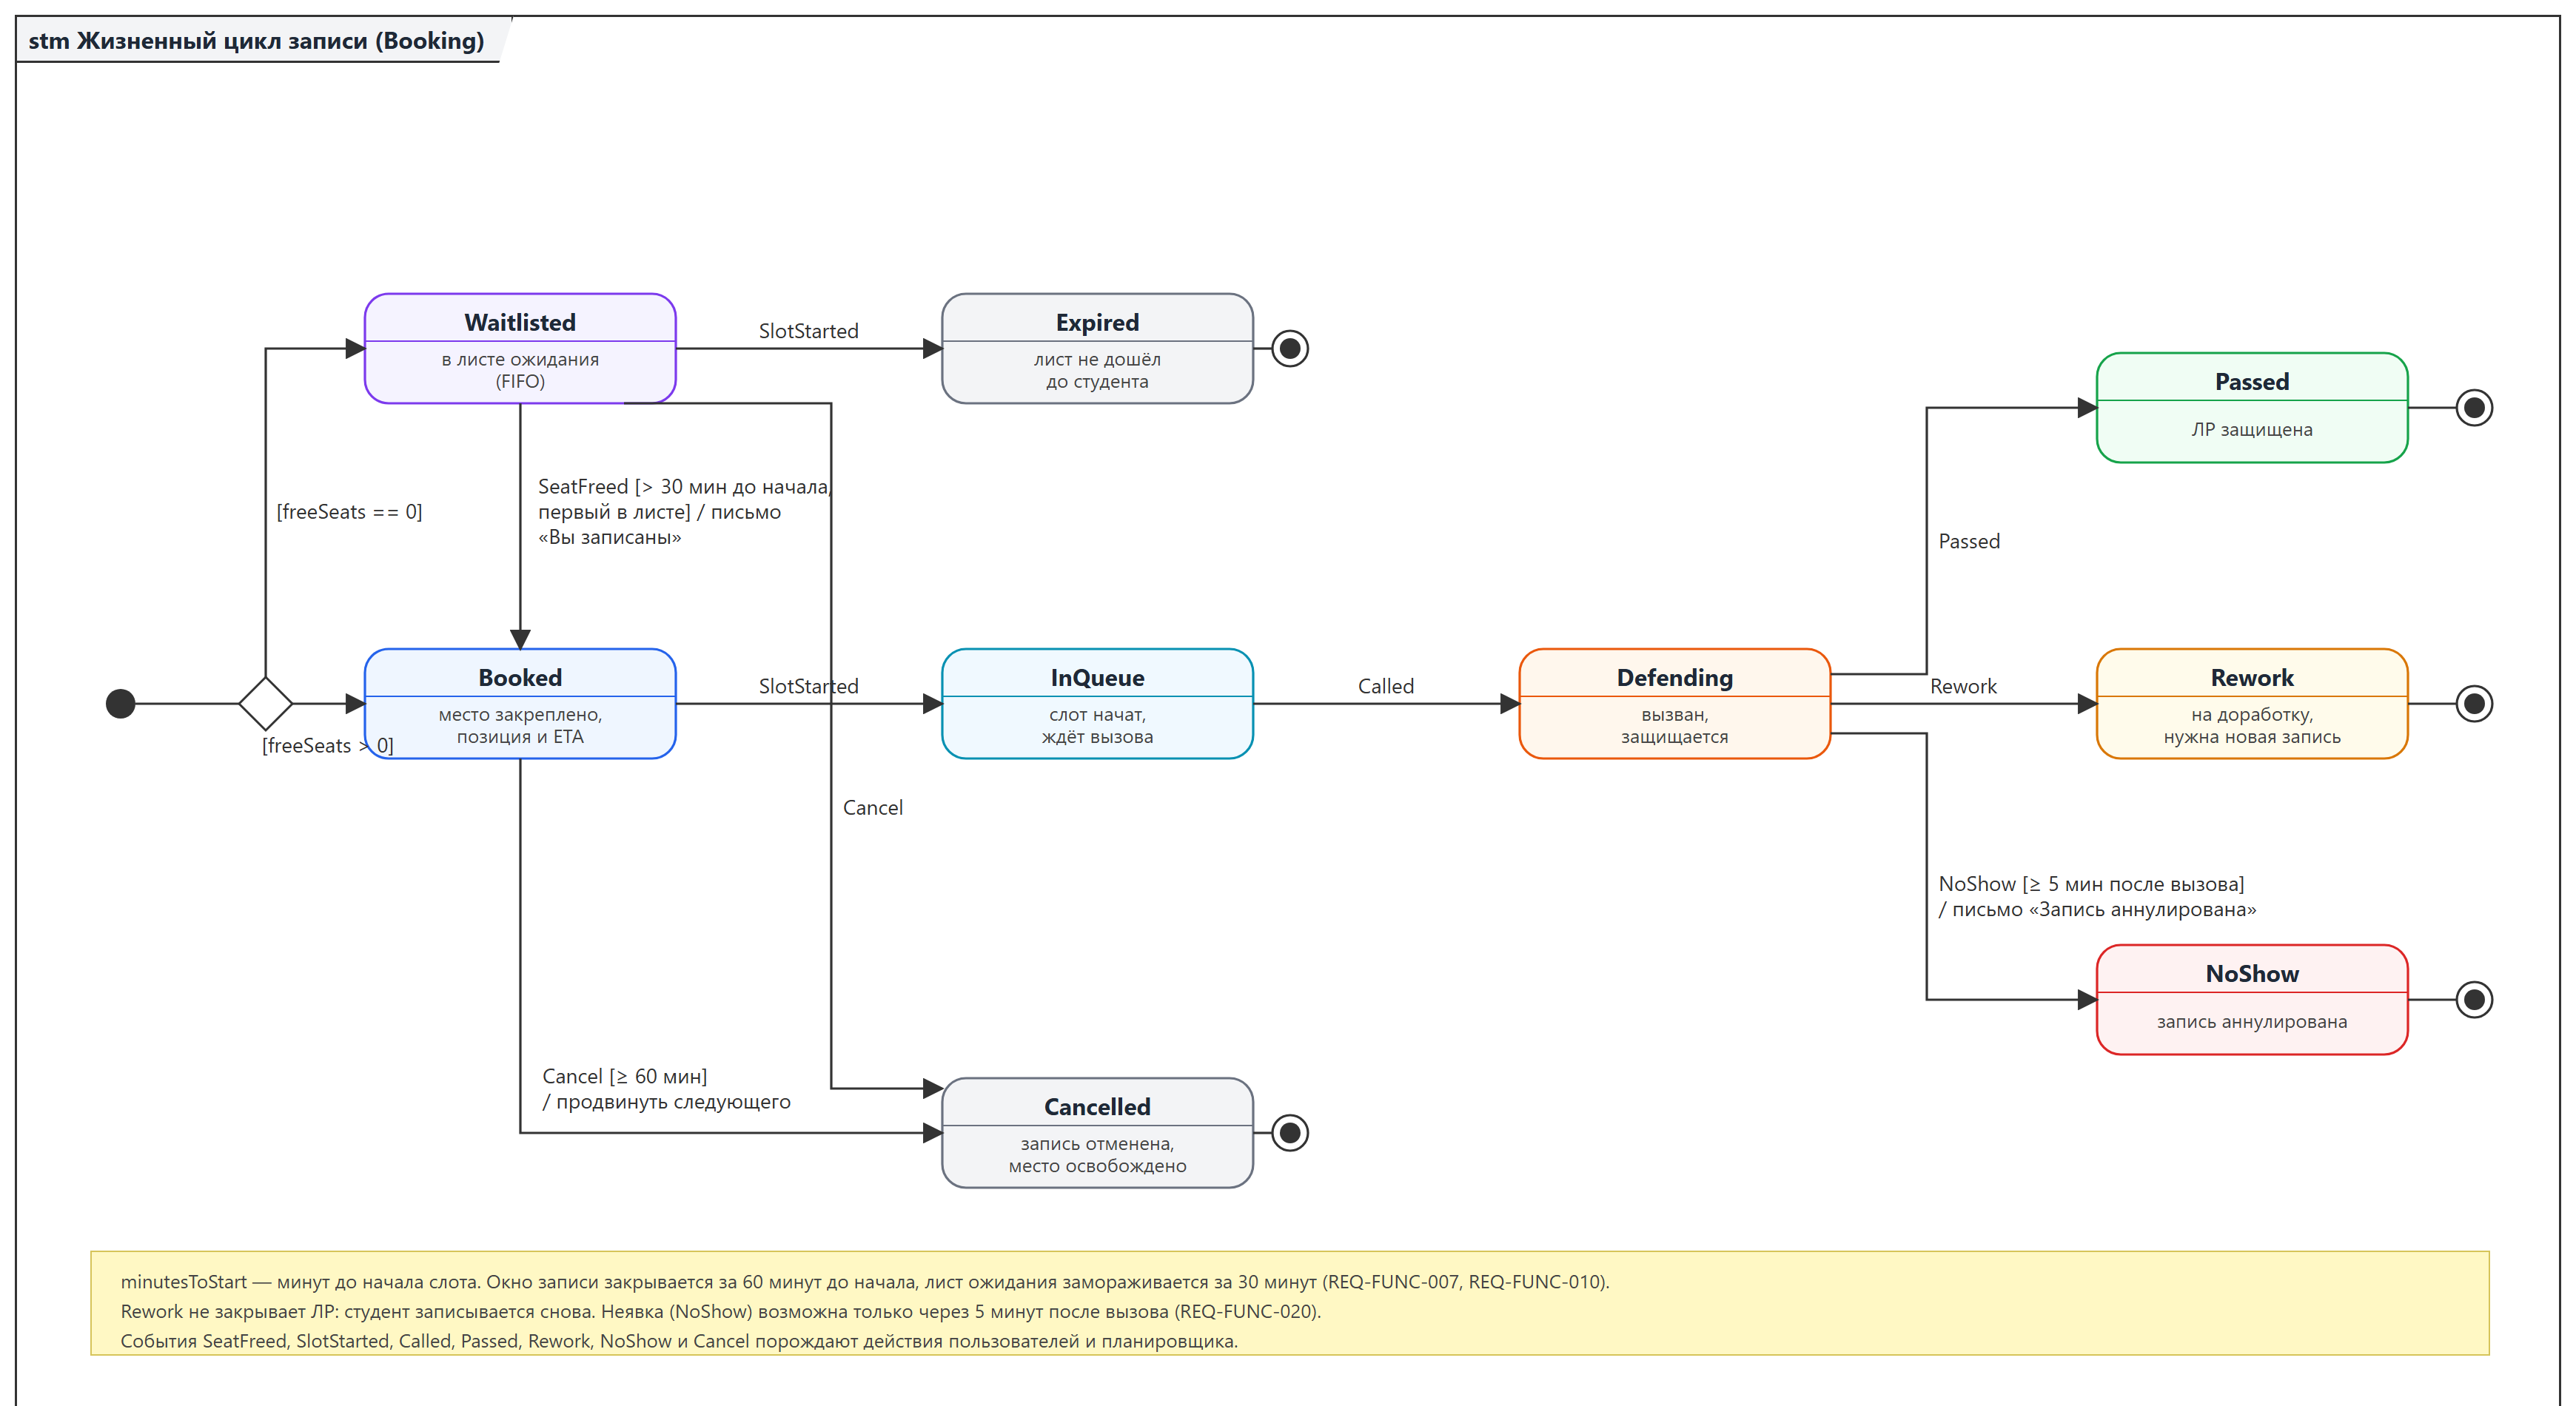 stm Жизненный цикл записи (Booking)
Waitlisted
в листе ожидания
(FIFO)
SlotStarted
Expired
лист не дошёл
до студента
Passed
ЛР защищена
[freeSeats == 0]
SeatFreed [> 30 мин до начала,
первый в листе] / письмо
«Вы записаны»
Passed
Booked
место закреплено,
позиция и ETA
[freeSeats > 0]
SlotStarted
InQueue
слот начат,
ждёт вызова
Called
Defending
вызван,
защищается
Rework
Rework
на доработку,
нужна новая запись
Cancel
NoShow [≥ 5 мин после вызова]
/ письмо «Запись аннулирована»
NoShow
запись аннулирована
Cancel [≥ 60 мин]
/ продвинуть следующего
Cancelled
запись отменена,
место освобождено
minutesToStart — минут до начала слота. Окно записи закрывается за 60 минут до начала, лист ожидания замораживается за 30 минут (REQ-FUNC-007, REQ-FUNC-010).
Rework не закрывает ЛР: студент записывается снова. Неявка (NoShow) возможна только через 5 минут после вызова (REQ-FUNC-020).
События SeatFreed, SlotStarted, Called, Passed, Rework, NoShow и Cancel порождают действия пользователей и планировщика.